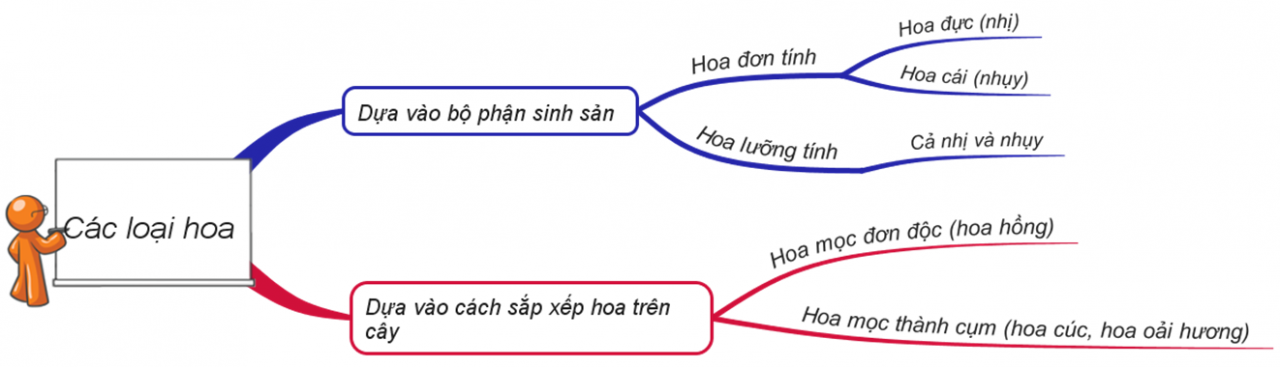 Các loại hoa
Dựa vào bộ phận sinh sản
Hoa đơn tính
Hoa đực (nhị)
Hoa cái (nhụy)
Hoa lưỡng tính
Cả nhị và nhụy
Dựa vào cách sắp xếp hoa trên
cây
Hoa mọc đơn độc (hoa hồng)
Hoa mọc thành cụm (hoa cúc, hoa oải hương)